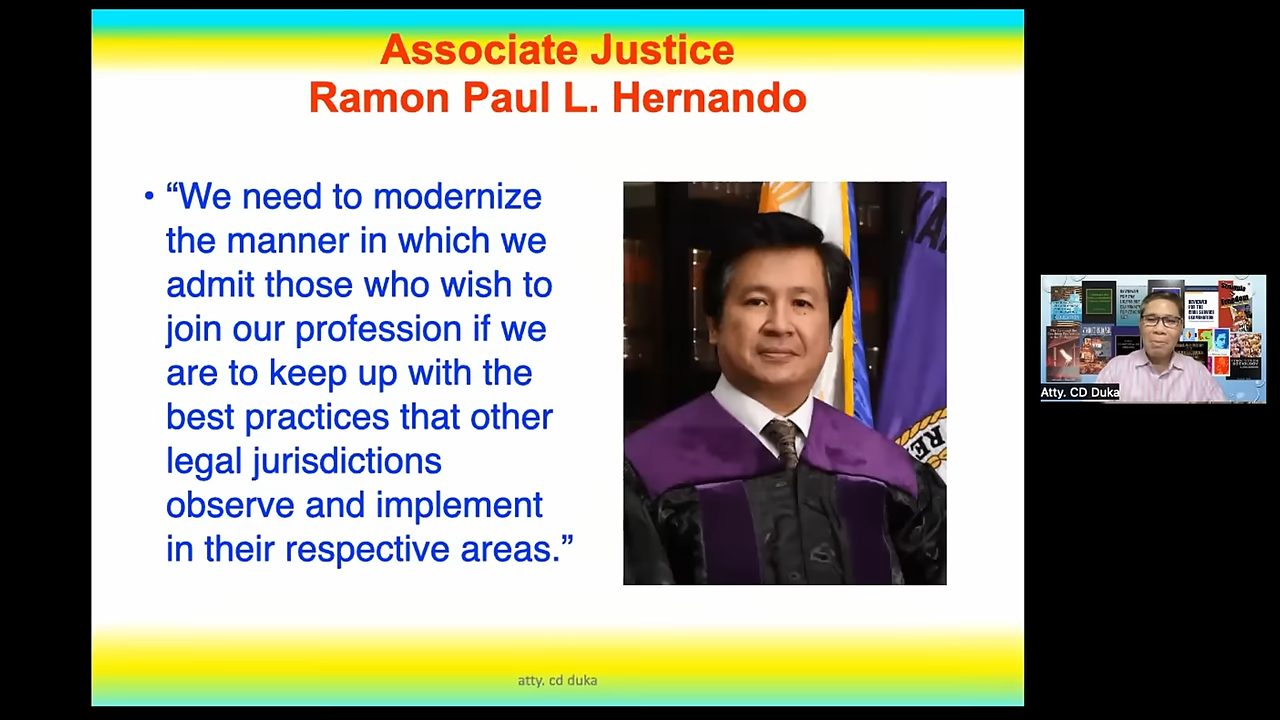 Associate Justice
Ramon Paul L. Hernando
• “We need to modernize
the manner in which we
admit those who wish to
join our profession if we
are to keep up with the
best practices that other
legal jurisdictions
observe and implement
in their respective areas.”
atty. cd duka
Atty. CD Duka